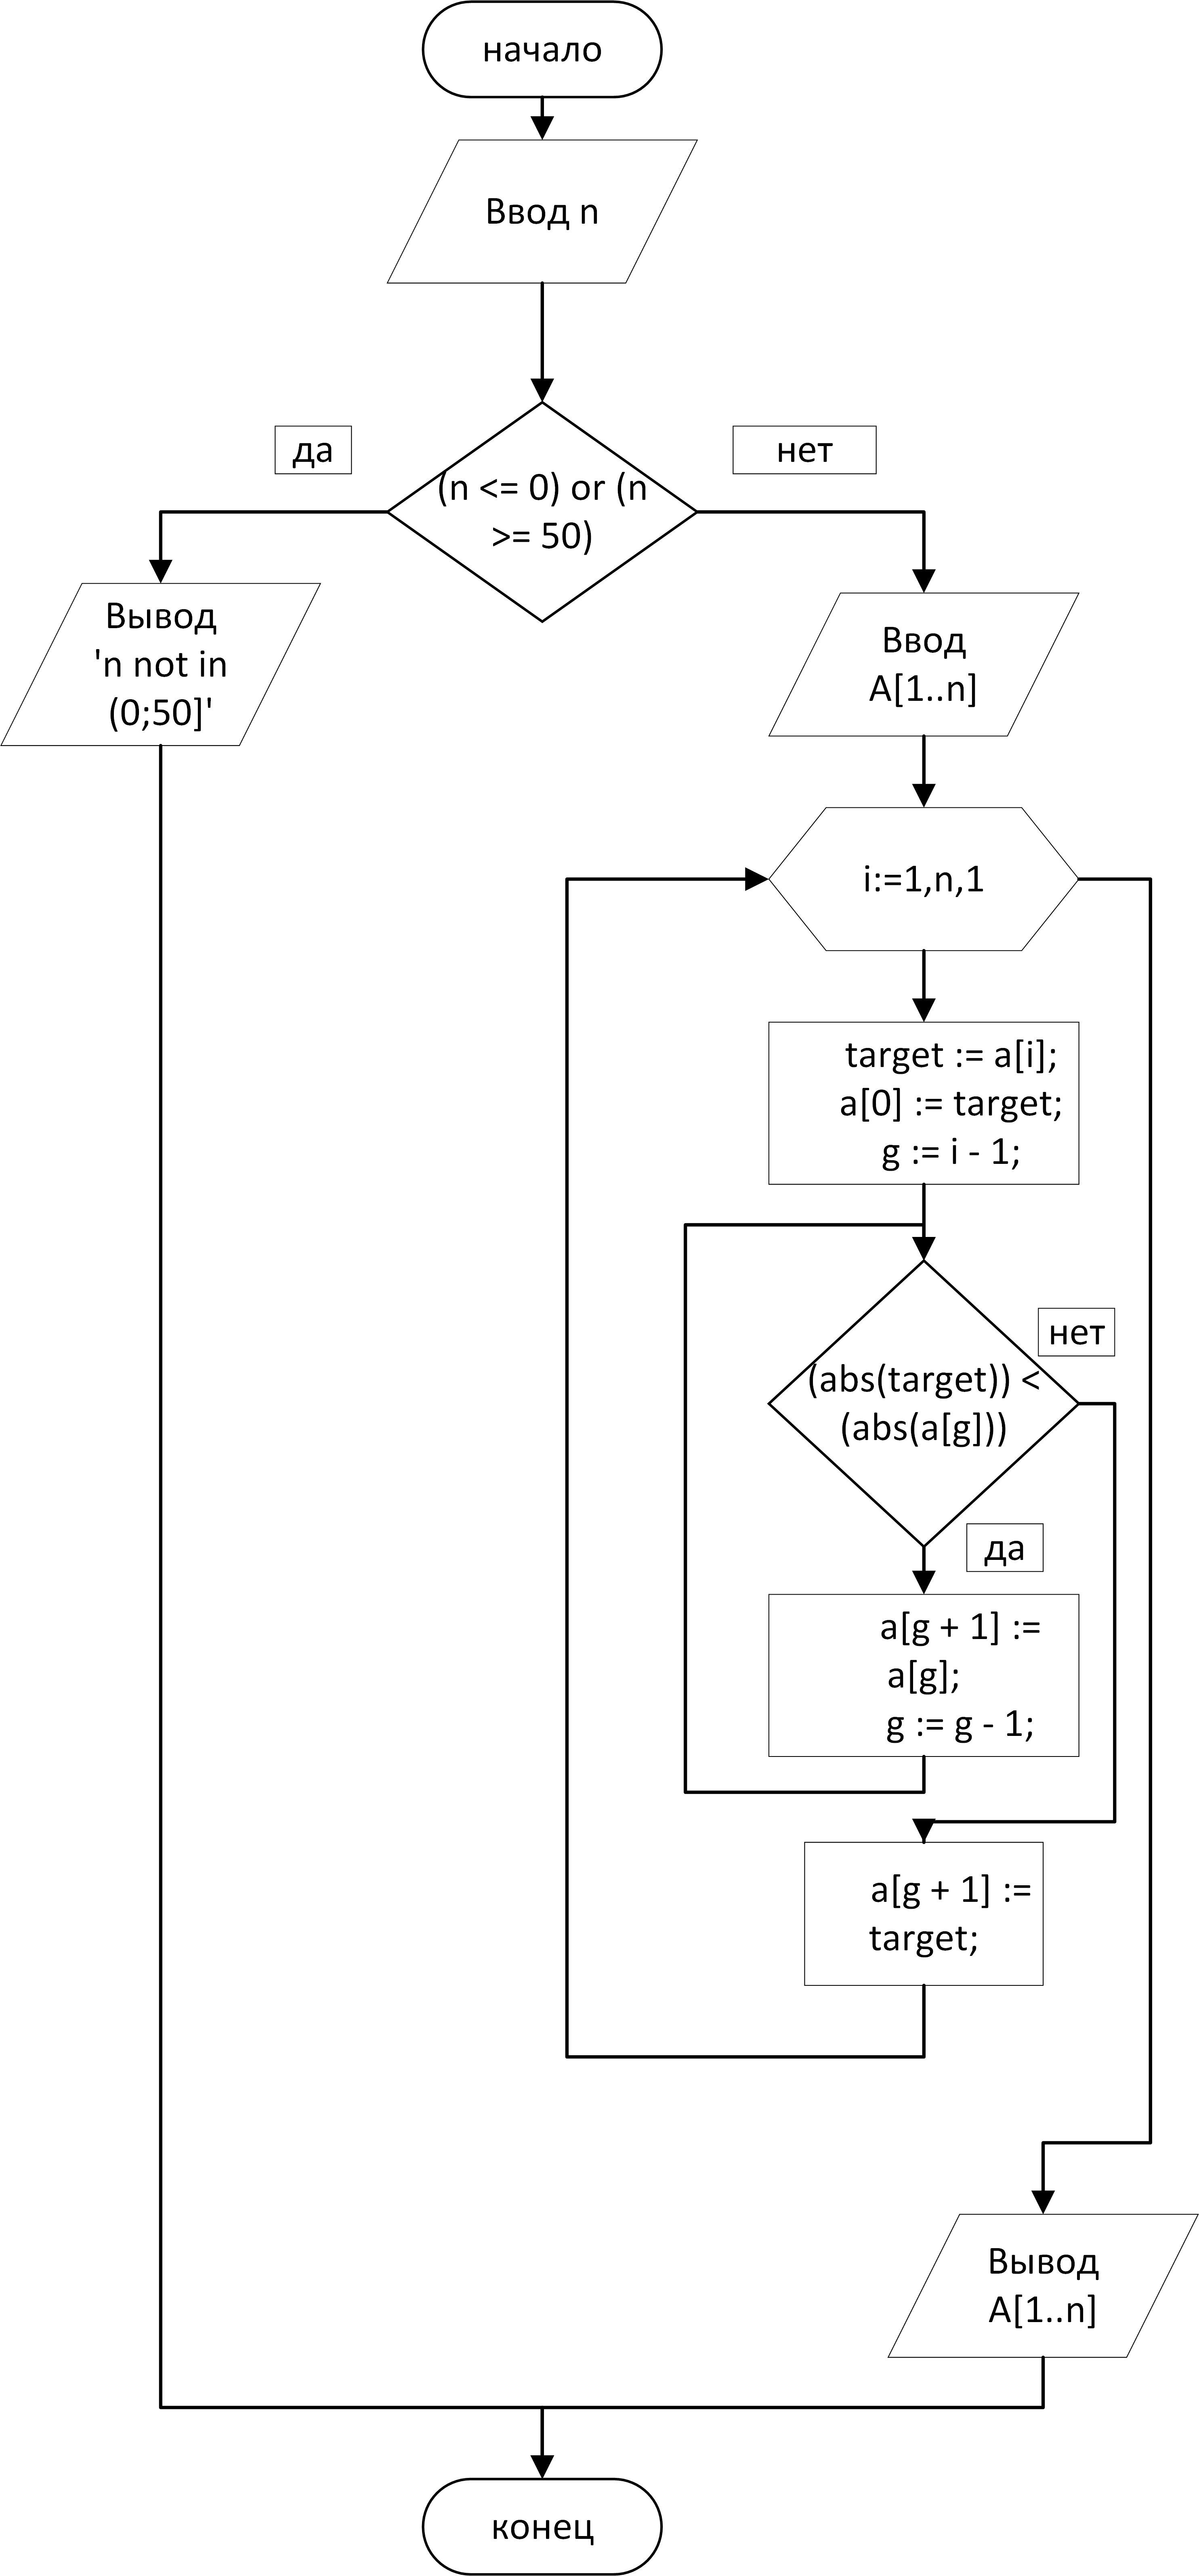 начало
Ввод n
да
нет
(n <= 0) or (n
>= 50)
Вывод
'n not in
(0;50]'
Ввод
A[1..n]
i:=1,n,1
target := a[i];
a[0] := target;
g := i - 1;
нет
(abs(target)) <
(abs(a[g]))
да
a[g + 1] :=
a[g];
g := g - 1;
a[g + 1] :=
target;
Вывод
A[1..n]
конец